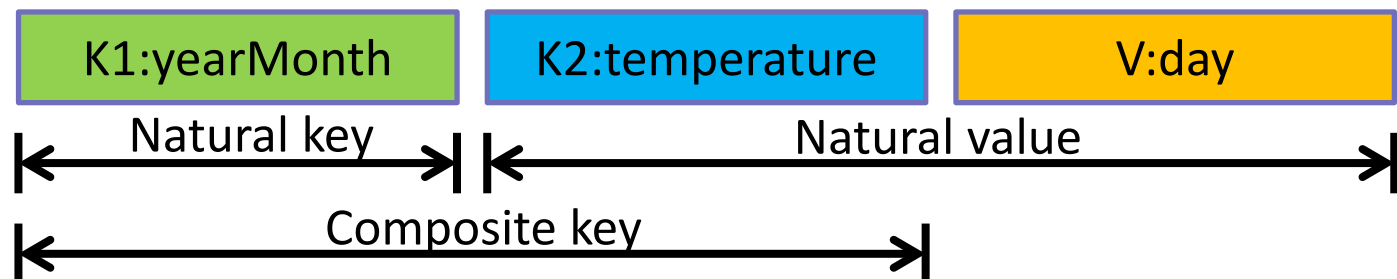 K1:yearMonth K2:temperature V:day
Natural key Natural value
Composite key